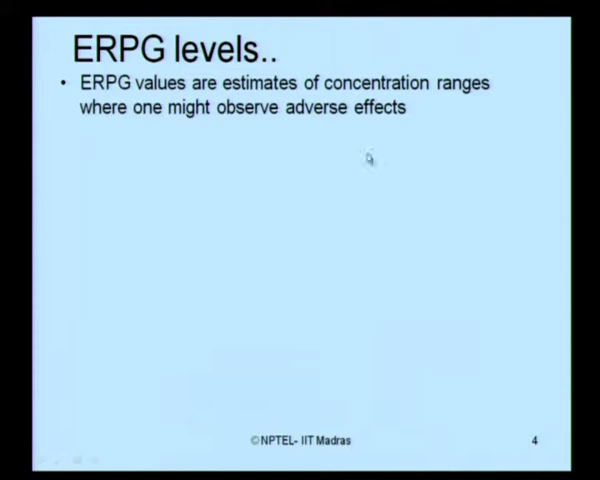 ERPG levels..
• ERPG values are estimates of concentration ranges
where one might observe adverse effects
©NPTEL- IIT Madras
4